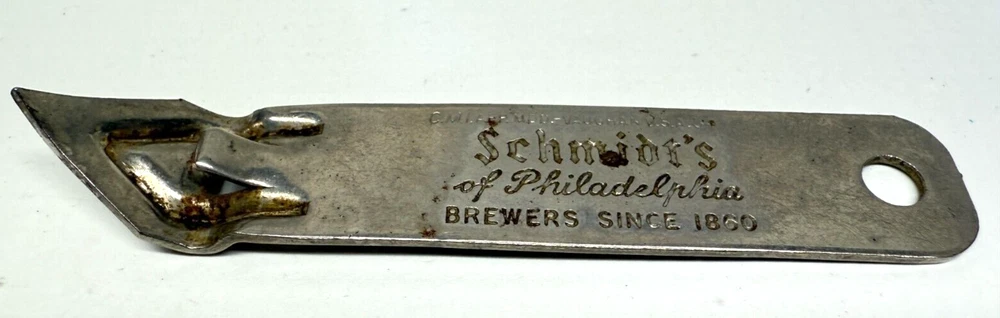 Schmidt's
of Philadelphia
BREWERS SINCE 1860